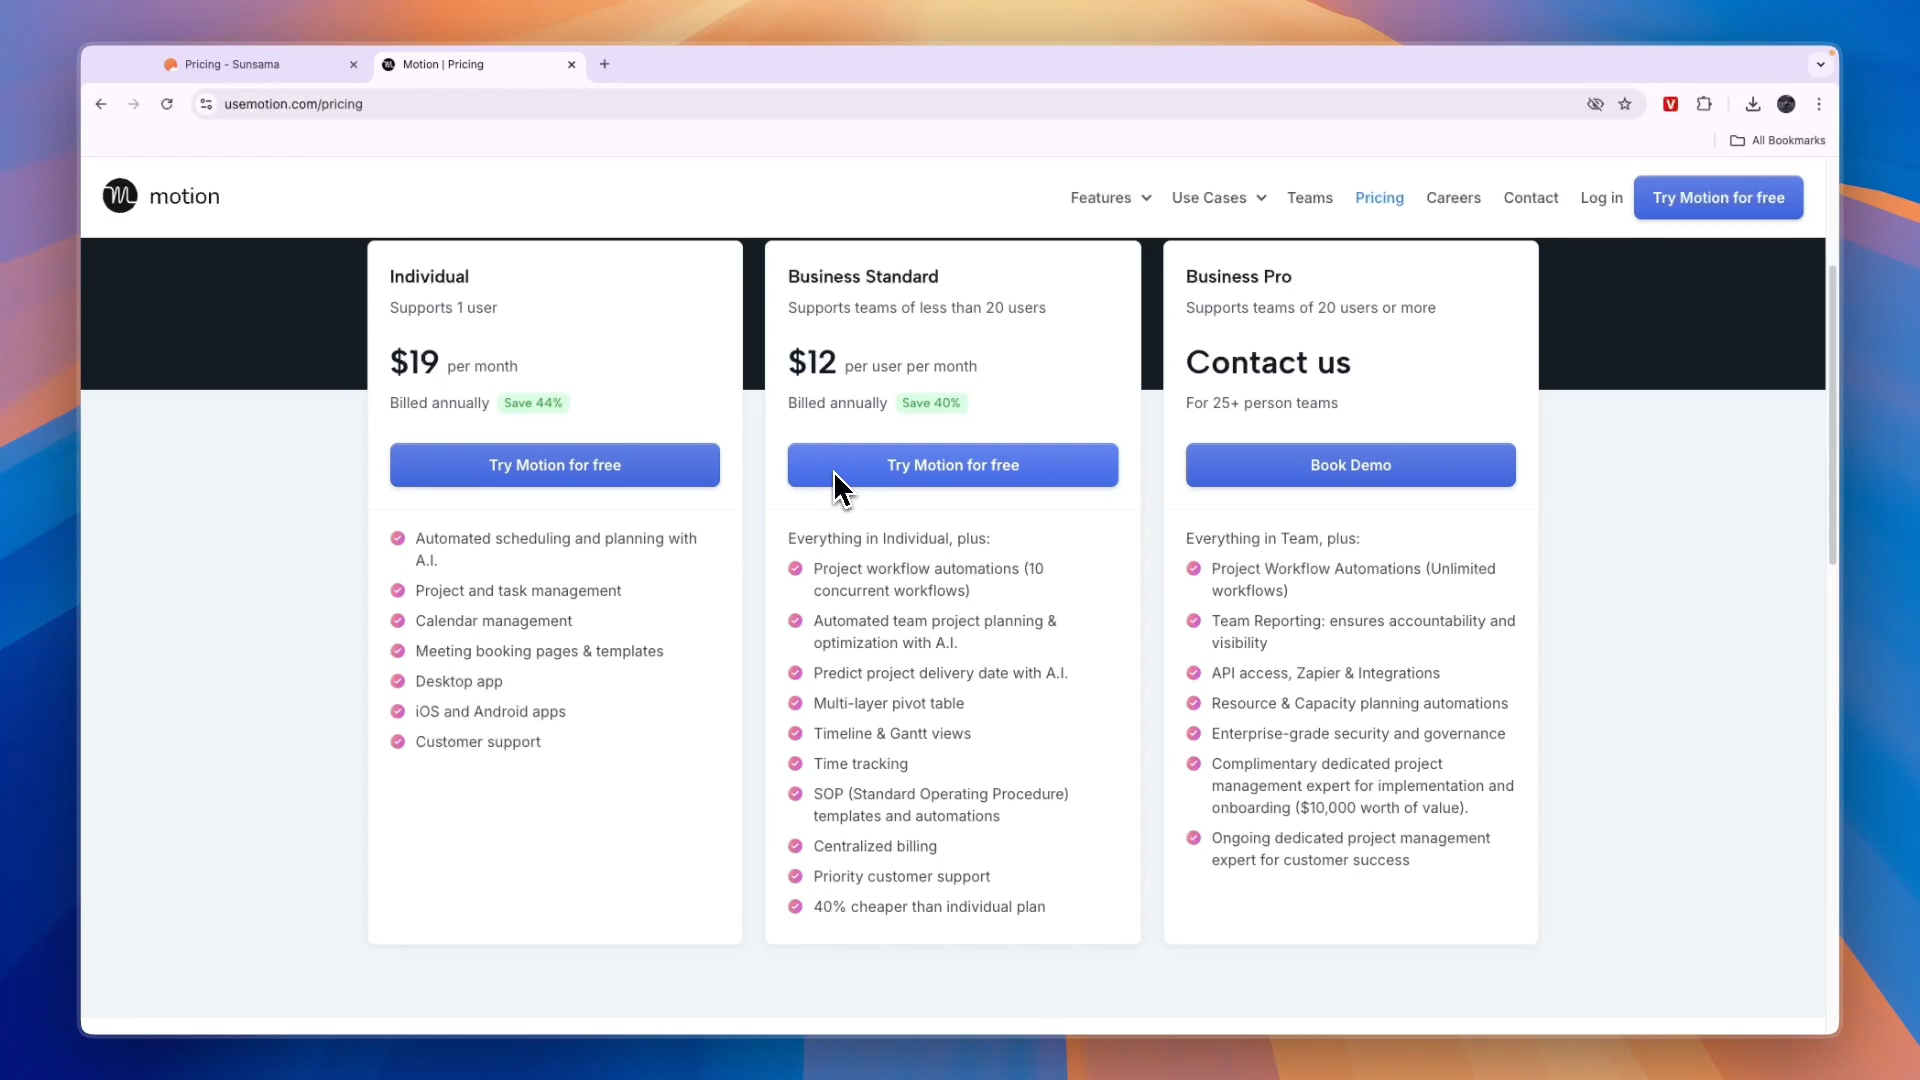 Pricing - Sunsama
Motion | Pricing
usemotion.com/pricing
All Bookmarks
motion
Features
Use Cases
Teams
Pricing
Careers
Contact
Log in
Try Motion for free
Individual
Supports 1 user
$19 per month
Billed annually Save 44%
Try Motion for free
Automated scheduling and planning with
A.I.
Project and task management
Calendar management
Meeting booking pages & templates
Desktop app
iOS and Android apps
Customer support
Business Standard
Supports teams of less than 20 users
$12 per user per month
Billed annually Save 40%
Try Motion for free
Everything in Individual, plus:
Project workflow automations (10
concurrent workflows)
Automated team project planning &
optimization with A.I.
Predict project delivery date with A.I.
Multi-layer pivot table
Timeline & Gantt views
Time tracking
SOP (Standard Operating Procedure)
templates and automations
Centralized billing
Priority customer support
40% cheaper than individual plan
Business Pro
Supports teams of 20 users or more
Contact us
For 25+ person teams
Book Demo
Everything in Team, plus:
Project Workflow Automations (Unlimited
workflows)
Team Reporting: ensures accountability and
visibility
API access, Zapier & Integrations
Resource & Capacity planning automations
Enterprise-grade security and governance
Complimentary dedicated project
management expert for implementation and
onboarding ($10,000 worth of value).
Ongoing dedicated project management
expert for customer success